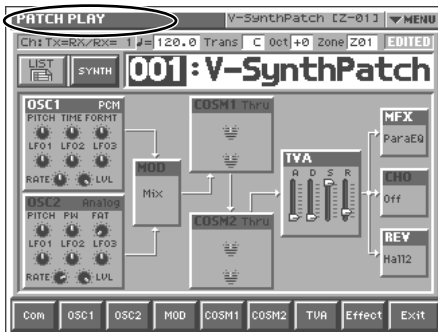 PATCH PLAY
V-SynthPatch [Z-01]
▼MENU
Ch: Tx=RX/Rx= 1 ♩= 120.0 Trans C Oct +0 Zone Z01 EDITED
LIST
SYNTH
001:V-SynthPatch
OSC1 PCM
PITCH TIME FORMT
LFO1 LFO2 LFO3
RATE LVL
OSC2 Analog
PITCH PW FAT
LFO1 LFO2 LFO3
RATE LVL
MOD
Mix
COSM1 Thru
COSM2 Thru
TVA
A D S R
MFX
ParaEQ
CHO
Off
REV
Hall2
Com OSC1 OSC2 MOD COSM1 COSM2 TVA Effect Exit